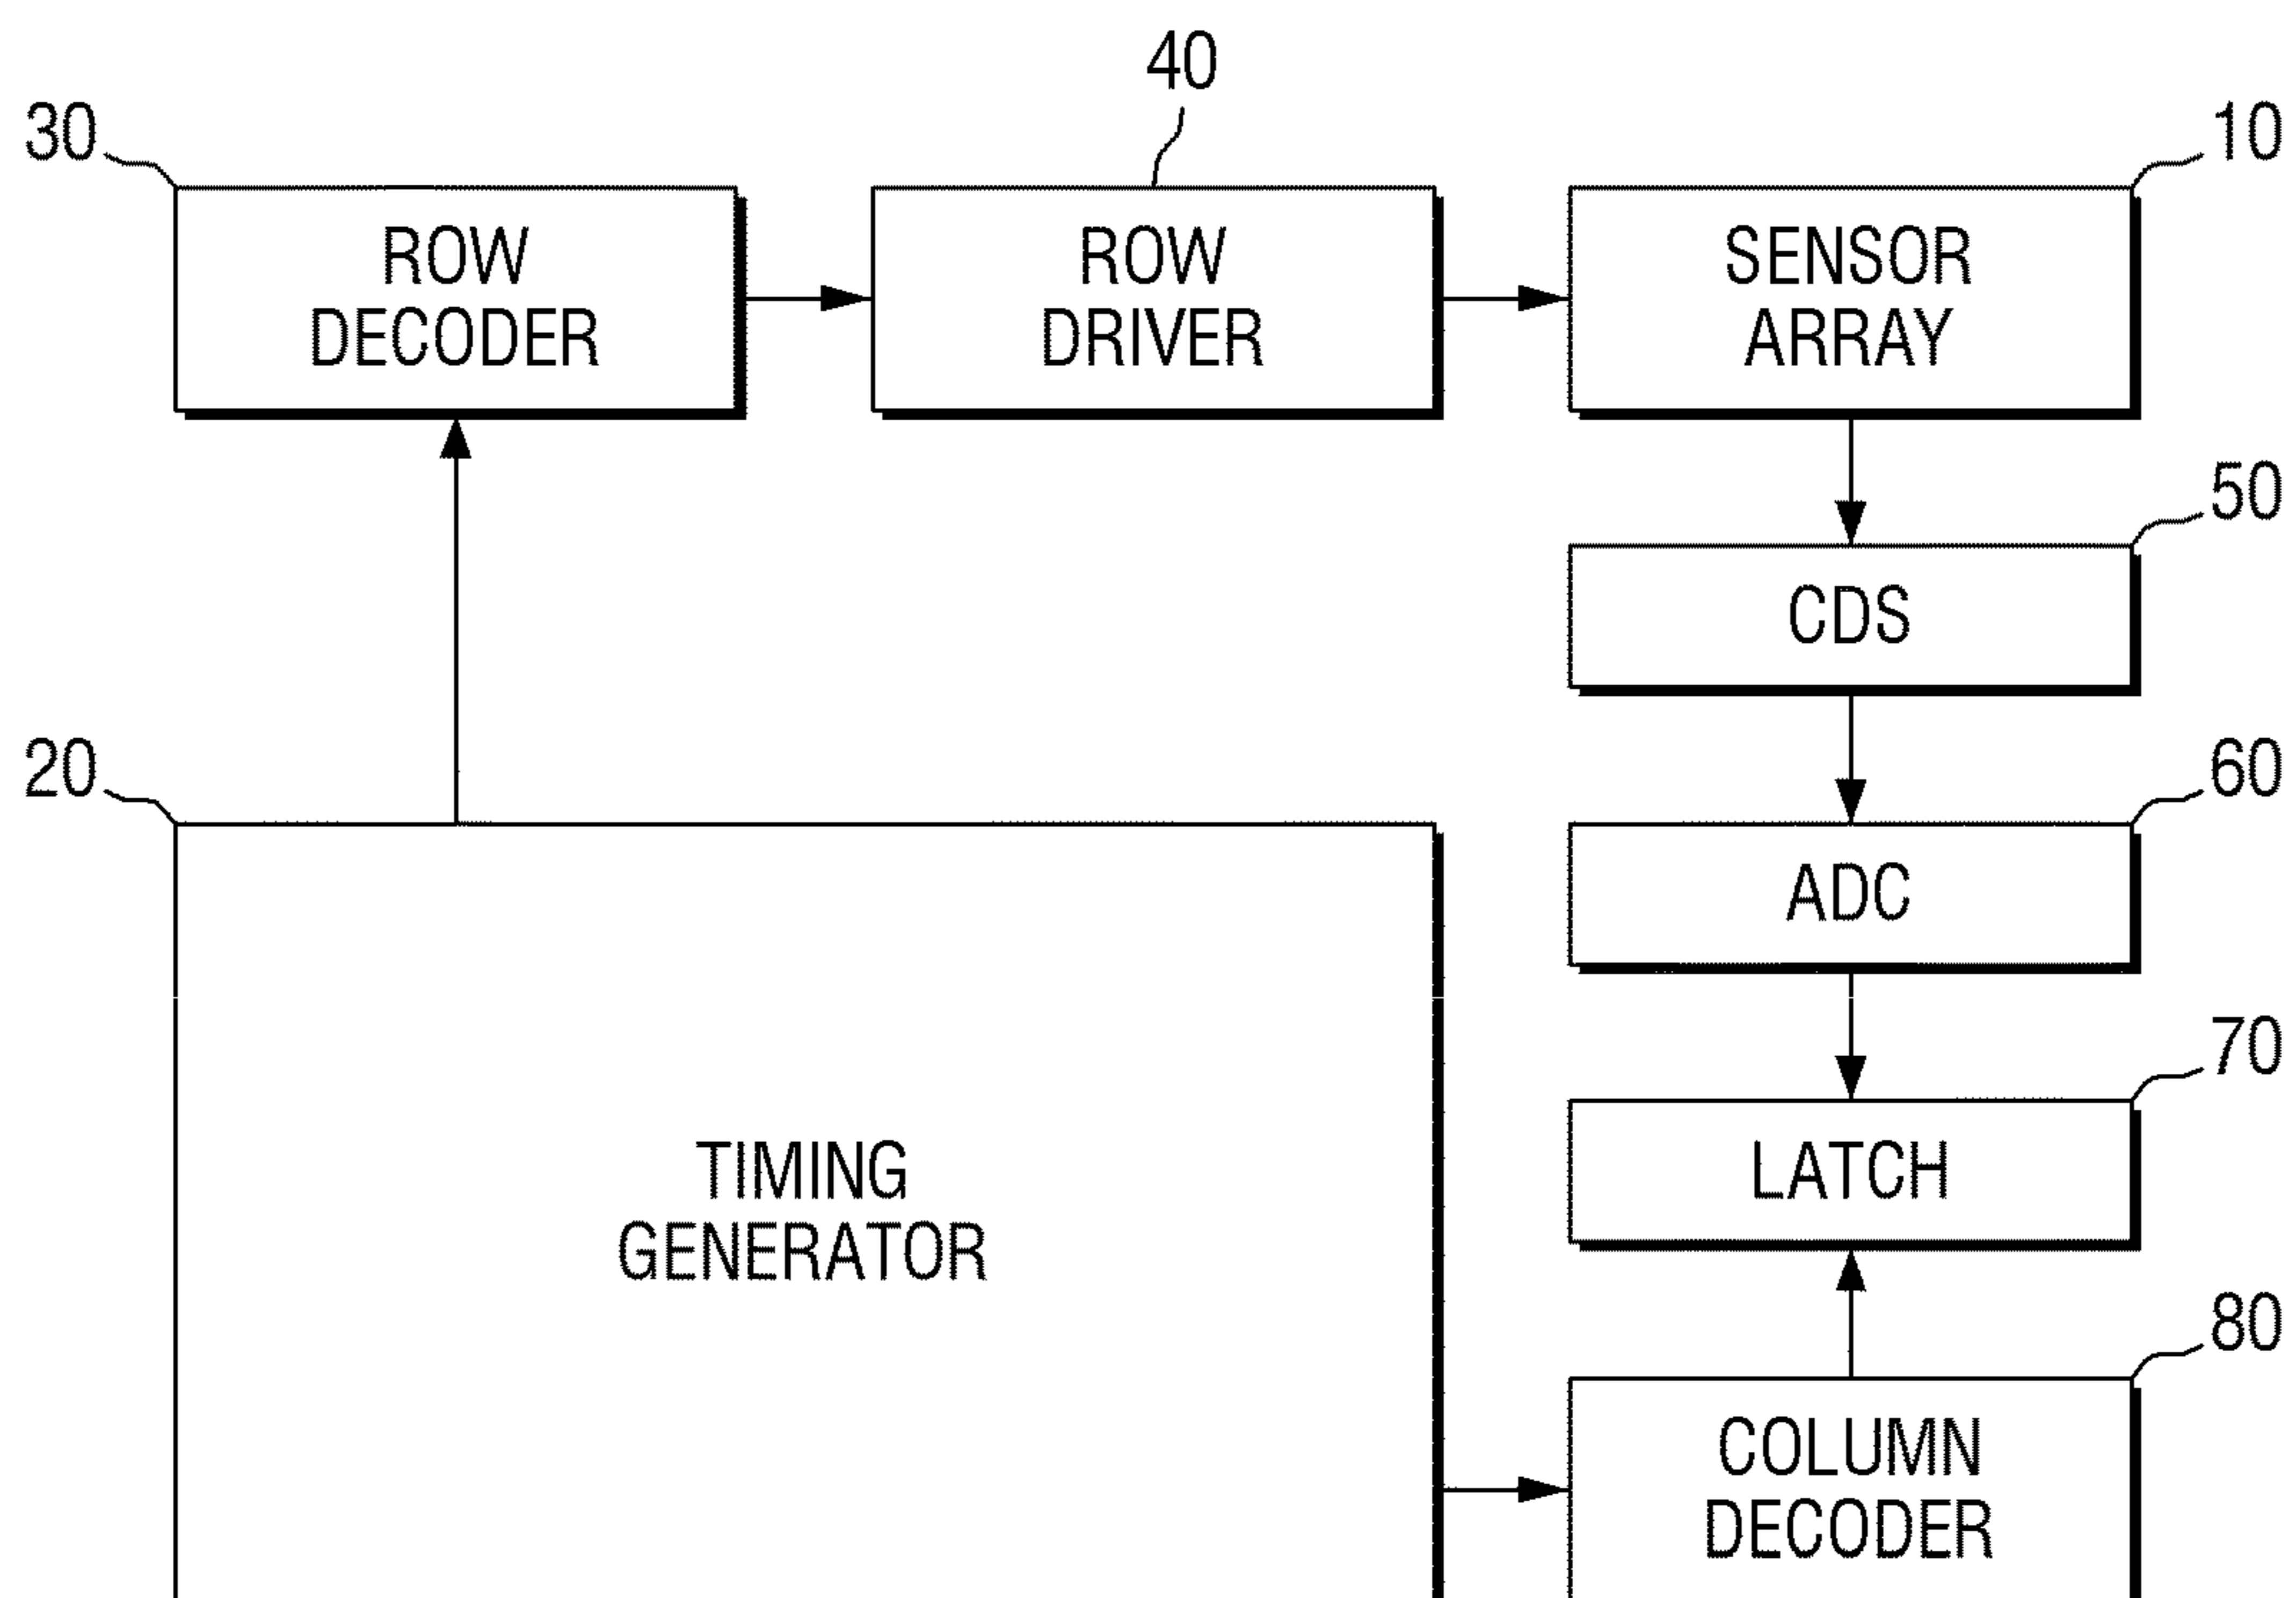 40
30
10
ROW
DECODER
ROW
DRIVER
SENSOR
ARRAY
50
CDS
20
60
ADC
70
TIMING
GENERATOR
LATCH
80
COLUMN
DECODER